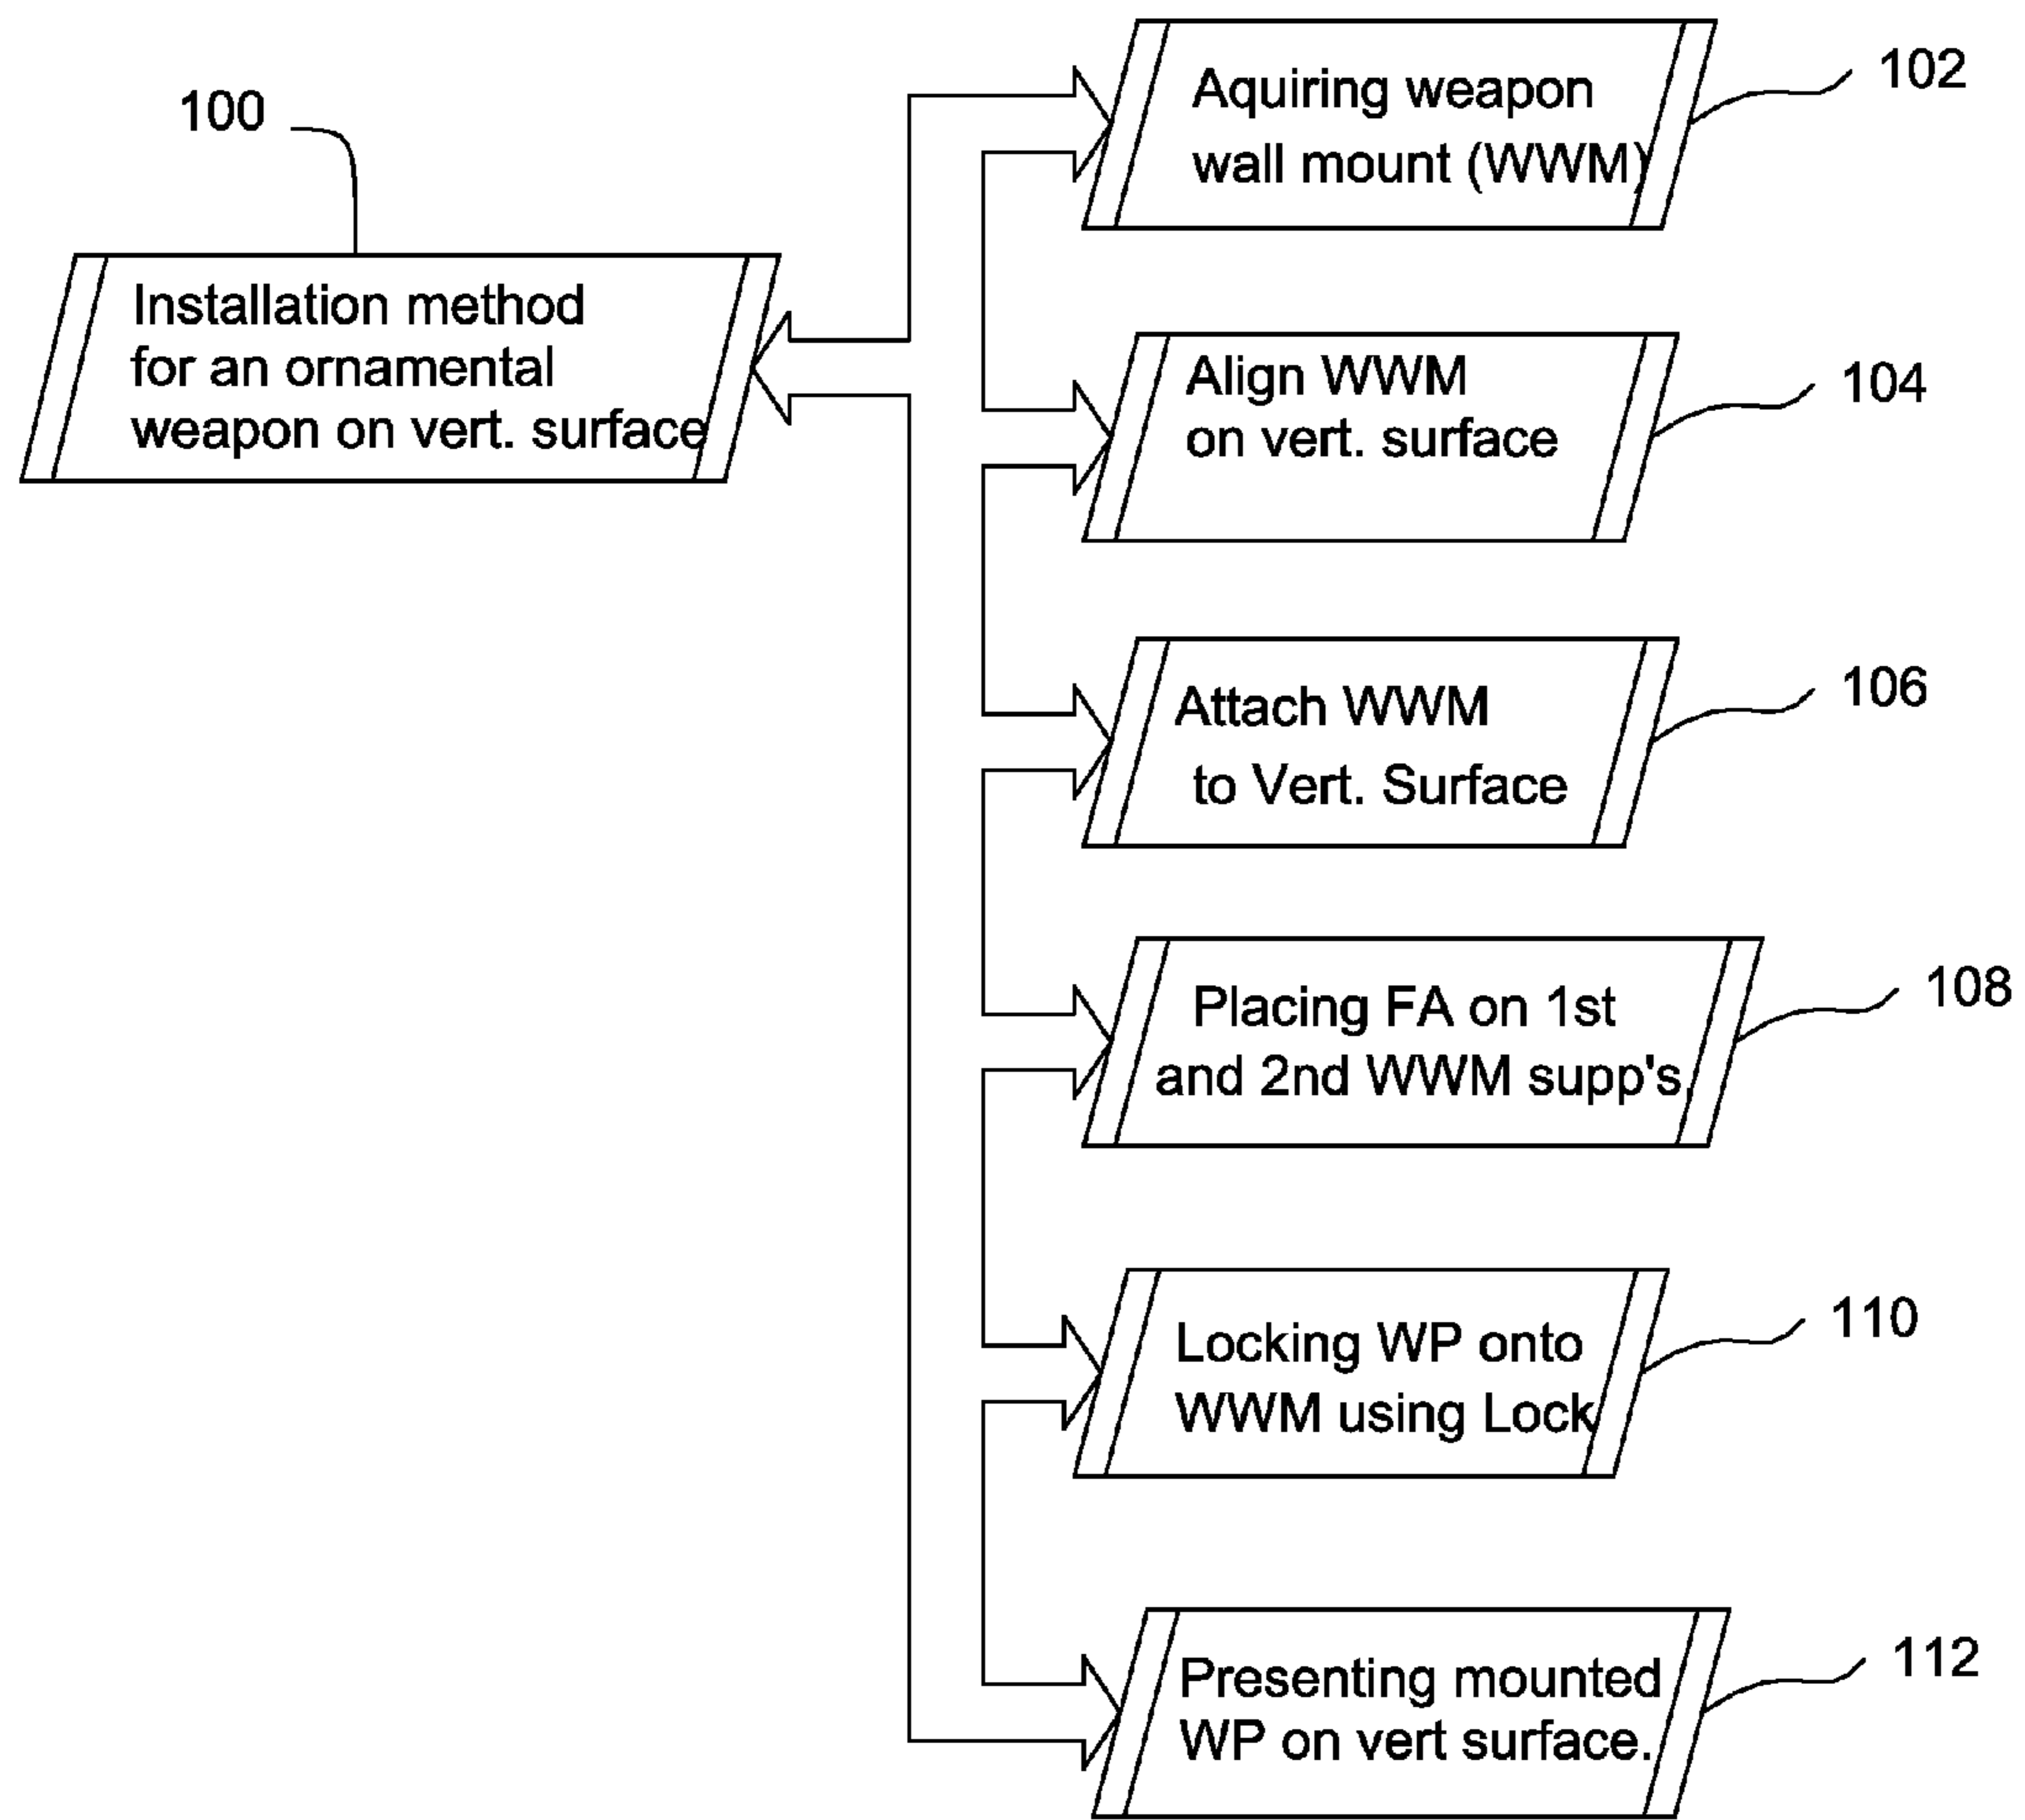 100
Installation method
for an ornamental
weapon on vert. surface
Aquiring weapon
wall mount (WWM)
102
Align WWM
on vert. surface
104
Attach WWM
to Vert. Surface
106
Placing FA on 1st
and 2nd WWM supp's
108
Locking WP onto
WWM using Lock
110
Presenting mounted
WP on vert surface.
112